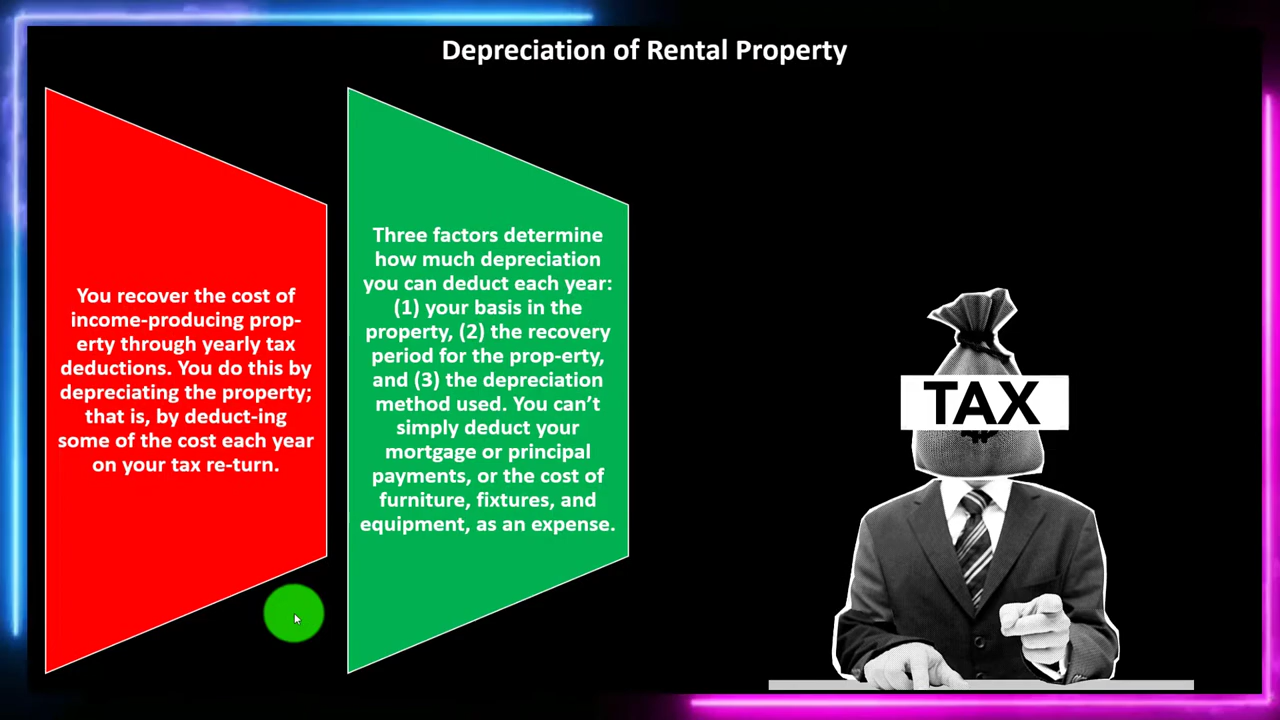 Depreciation of Rental Property
You recover the cost of
income-producing prop-
erty through yearly tax
deductions. You do this by
depreciating the property;
that is, by deduct-ing
some of the cost each year
on your tax re-turn.
Three factors determine
how much depreciation
you can deduct each year:
(1) your basis in the
property, (2) the recovery
period for the prop-erty,
and (3) the depreciation
method used. You can’t
simply deduct your
mortgage or principal
payments, or the cost of
furniture, fixtures, and
equipment, as an expense.
TAX